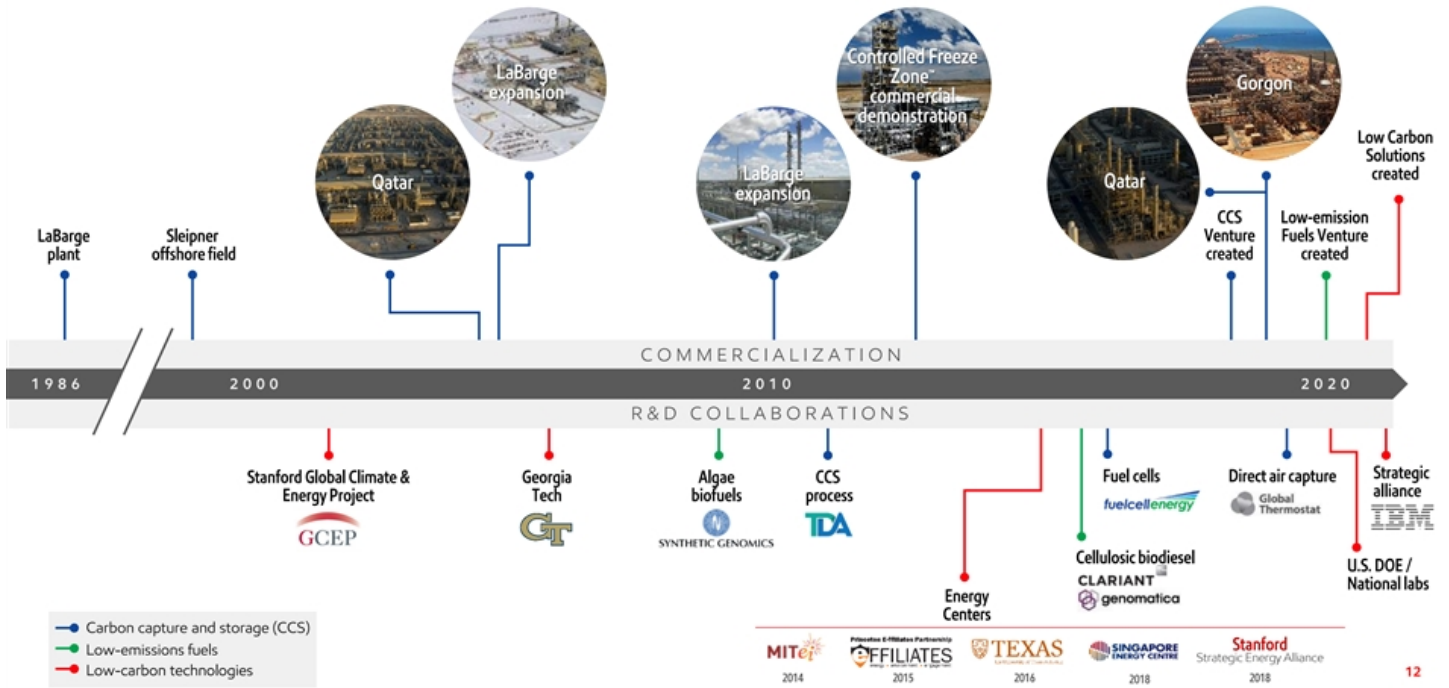 LaBarge
expansion
Controlled Freeze
Zone™
commercial
demonstration
Gorgon
Qatar
LaBarge
expansion
Qatar
Low Carbon
Solutions
created
LaBarge
plant
Sleipner
offshore field
CCS
Venture
created
Low-emission
Fuels Venture
created
COMMERCIALIZATION
1986
2000
2010
2020
R&D COLLABORATIONS
Stanford Global Climate &
Energy Project
GCEP
Georgia
Tech
GT
Algae
biofuels
SYNTHETIC GENOMICS
CCS
process
TDA
Fuel cells
fuelcellenergy
Direct air capture
Global
Thermostat
Strategic
alliance
IBM
Cellulosic biodiesel
CLARIANT
genomatica
U.S. DOE /
National labs
Energy
Centers
Carbon capture and storage (CCS)
Low-emissions fuels
Low-carbon technologies
MITei
2014
Princeton E-ffiliates Partnership
EFFILIATES
2015
TEXAS
2016
SINGAPORE
ENERGY CENTRE
2018
Stanford
Strategic Energy Alliance
2018
12